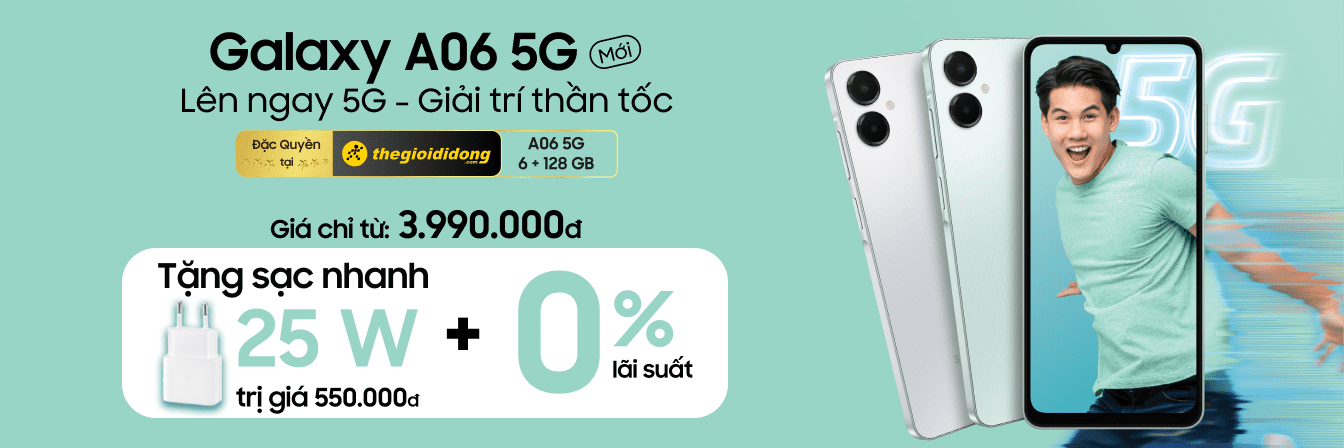 Galaxy A06 5G Mới
Lên ngay 5G - Giải trí thần tốc
Đặc Quyền
tại
thegioididong
.com
A06 5G
6 + 128 GB
Giá chỉ từ: 3.990.000đ
Tặng sạc nhanh
25 W
trị giá 550.000đ
+
0%
lãi suất
5G